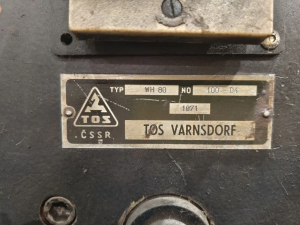 TYP WH 80 NO 100 - 04
1971
TOS
ČSSR
TOS VARNSDORF